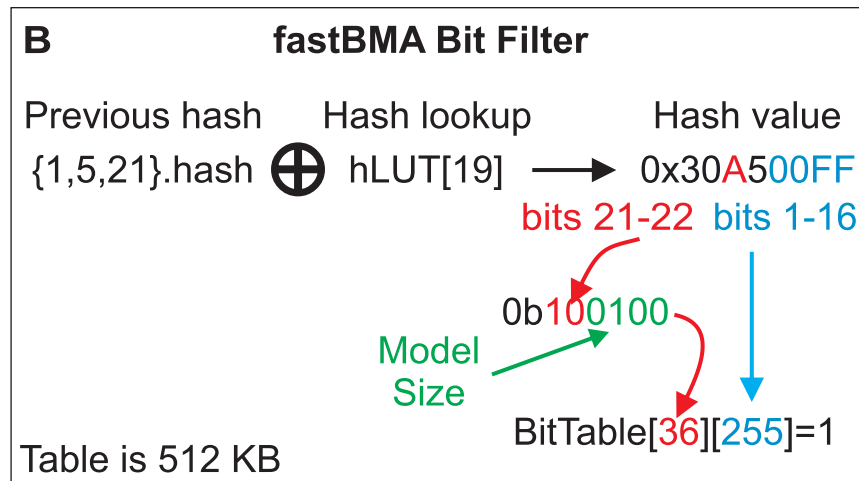 B fastBMA Bit Filter
Previous hash Hash lookup Hash value
{1,5,21}.hash ⊕ hLUT[19] → 0x30A500FF
bits 21-22 bits 1-16
0b100100
Model
Size
BitTable[36][255]=1
Table is 512 KB